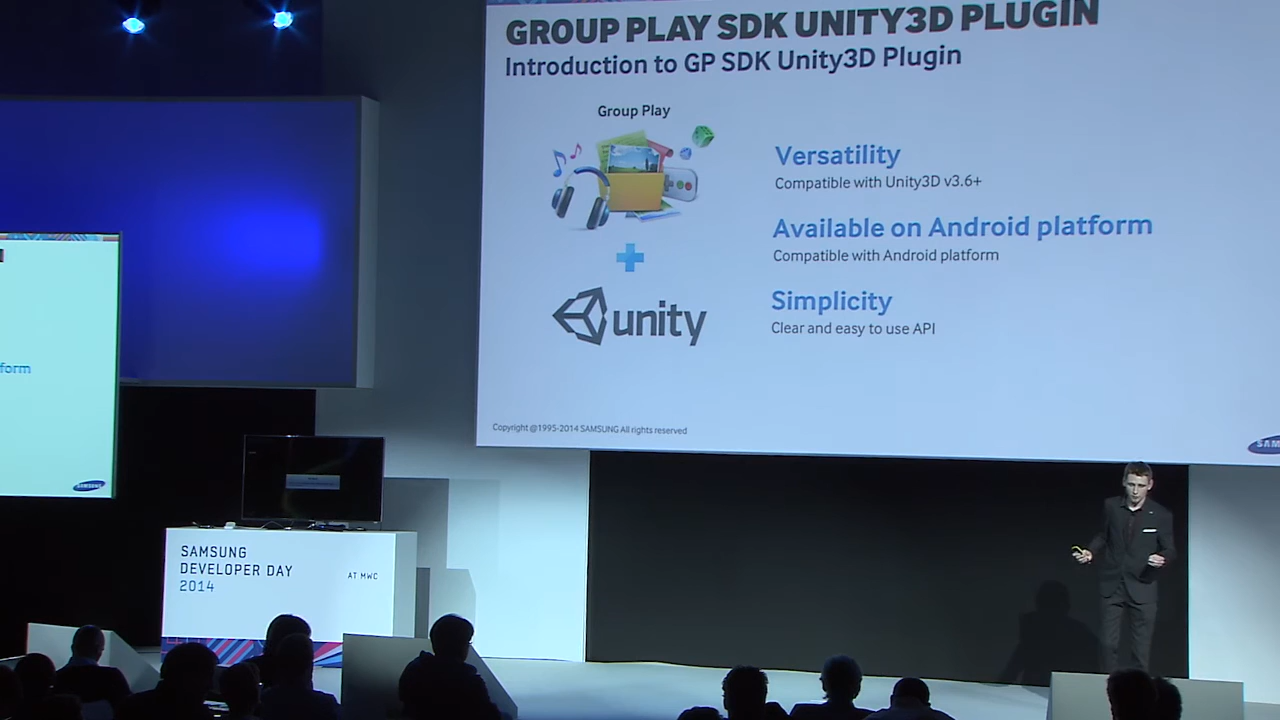 GROUP PLAY SDK UNITY3D PLUGIN
Introduction to GP SDK Unity3D Plugin
Group Play
Versatility
Compatible with Unity3D v3.6+
Available on Android platform
Compatible with Android platform
unity
Simplicity
Clear and easy to use API
Copyright @1995-2014 SAMSUNG All rights reserved
SAM
form
SAMSUNG
SAMSUNG
DEVELOPER DAY
2014
AT MWC